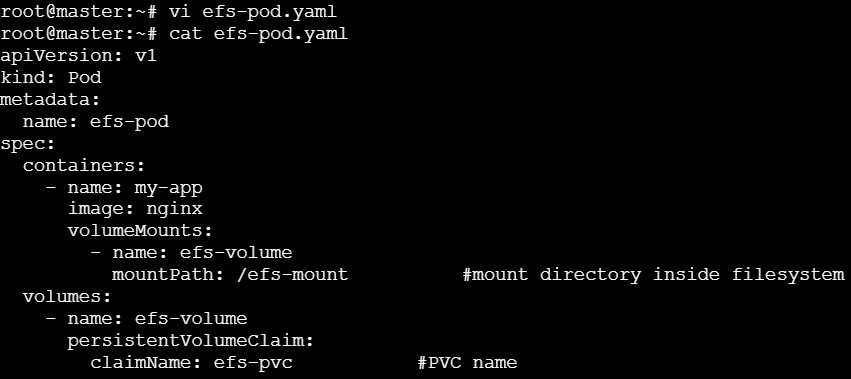 root@master:~# vi efs-pod.yaml
root@master:~# cat efs-pod.yaml
apiVersion: v1
kind: Pod
metadata:
  name: efs-pod
spec:
  containers:
    - name: my-app
      image: nginx
      volumeMounts:
        - name: efs-volume
          mountPath: /efs-mount          #mount directory inside filesystem
  volumes:
    - name: efs-volume
      persistentVolumeClaim:
        claimName: efs-pvc           #PVC name